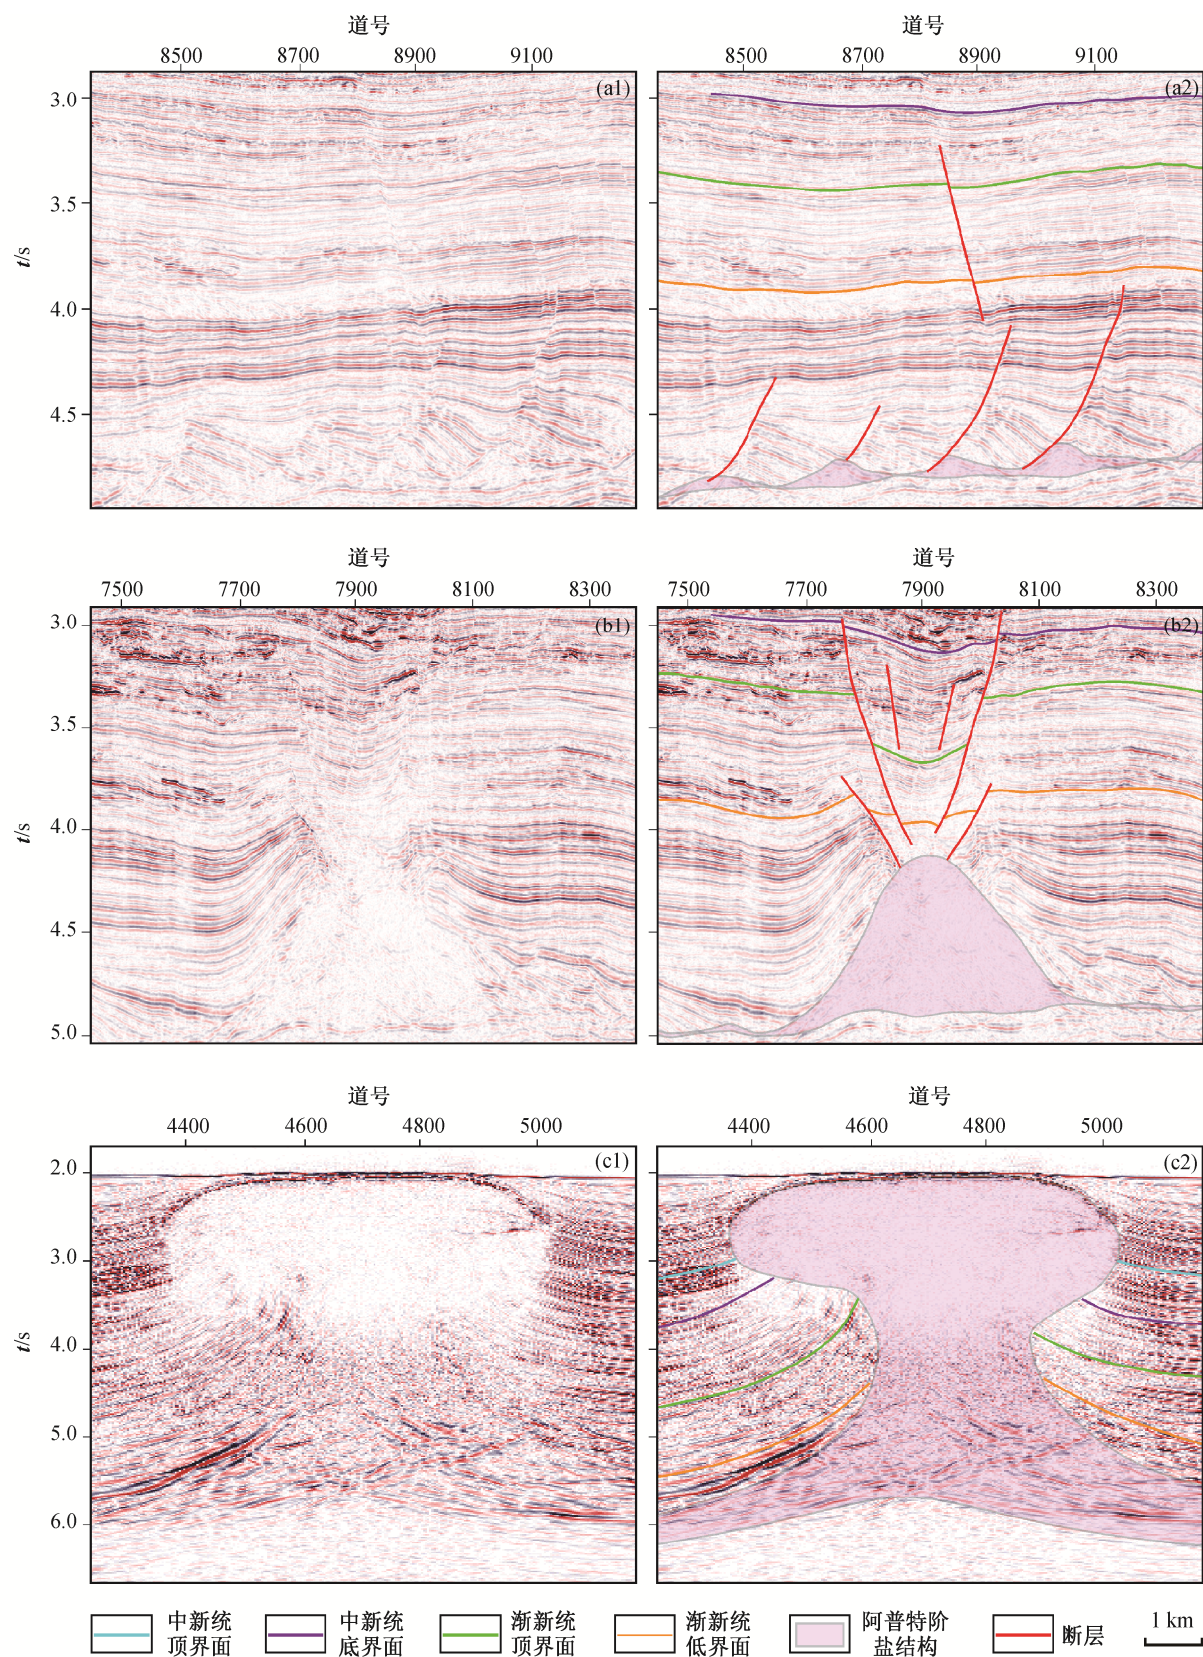 道号 道号
8500 8700 8900 9100 8500 8700 8900 9100
(a1) (a2)
3.0
3.5
t/s
4.0
4.5
道号 道号
7500 7700 7900 8100 8300 7500 7700 7900 8100 8300
3.0 (b1) (b2)
3.5
t/s
4.0
4.5
5.0
道号 道号
4400 4600 4800 5000 4400 4600 4800 5000
2.0 (c1) (c2)
3.0
t/s
4.0
5.0
6.0
中新统 中新统 渐新统 渐新统 阿普特阶 断层 1 km
顶界面 底界面 顶界面 低界面 盐结构